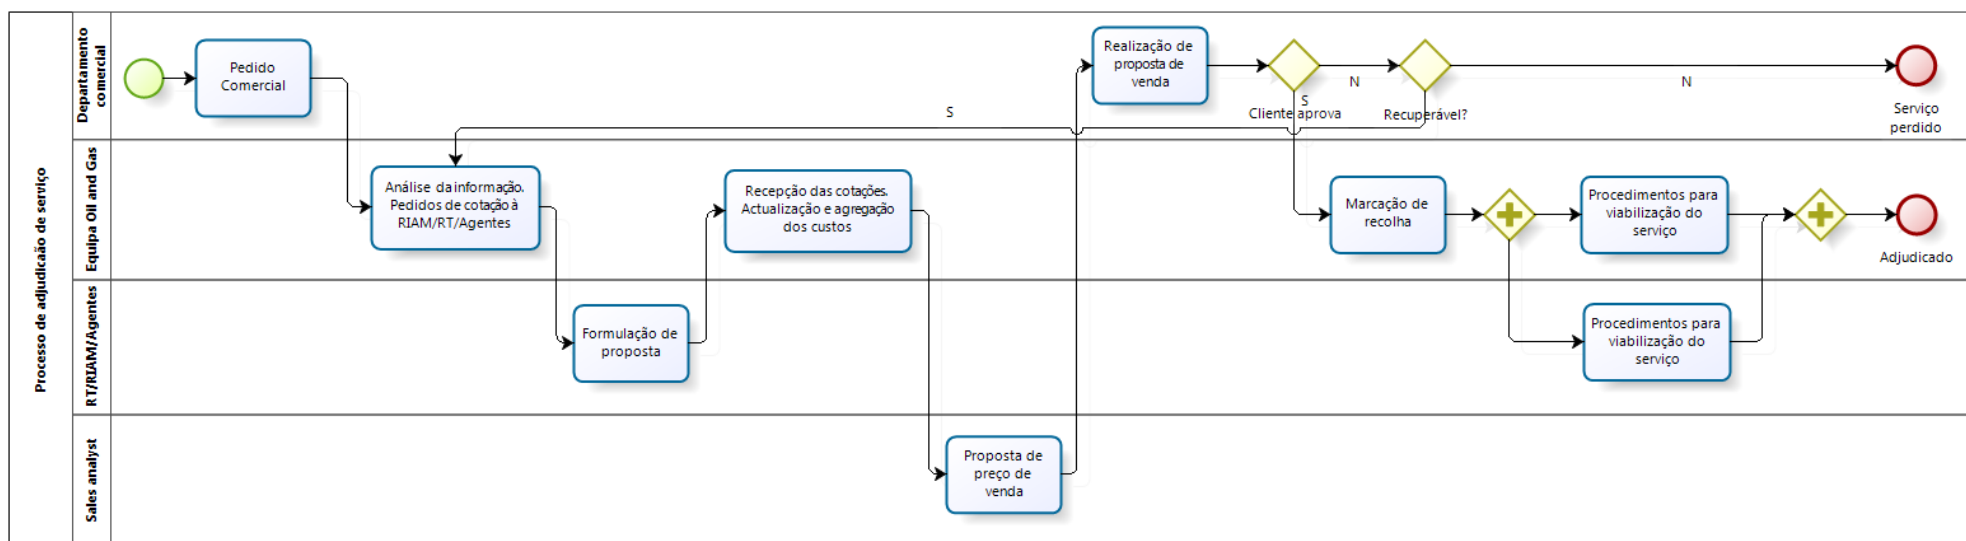 Processo de adjudicação de serviço
Departamento
comercial
Pedido
Comercial
Realização de
proposta de
venda
S
Cliente aprova
N
Recuperável?
N
Serviço
perdido
S
Equipa Oil and Gas
Análise da informação.
Pedidos de cotação à
RIAM/RT/Agentes
Recepção das cotações.
Actualização e agregação
dos custos
Marcação de
recolha
Procedimentos para
viabilização do
serviço
Adjudicado
RT/RIAM/Agentes
Formulação de
proposta
Procedimentos para
viabilização do
serviço
Sales analyst
Proposta de
preço de
venda